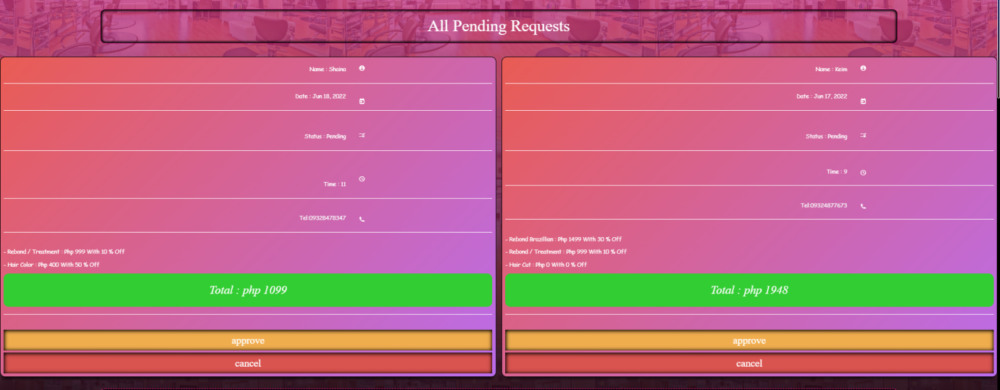 All Pending Requests
Name : Shaina
Date : Jun 18, 2022
Status : Pending
Time : 11
Tel:09328478347
- Rebond / Treatment : Php 999 With 10 % Off
- Hair Color : Php 400 With 50 % Off
Total : php 1099
approve
cancel
Name : Keim
Date : Jun 17, 2022
Status : Pending
Time : 9
Tel:09324877673
- Rebond Brazillian : Php 1499 With 30 % Off
- Rebond / Treatment : Php 999 With 10 % Off
- Hair Cut : Php 0 With 0 % Off
Total : php 1948
approve
cancel